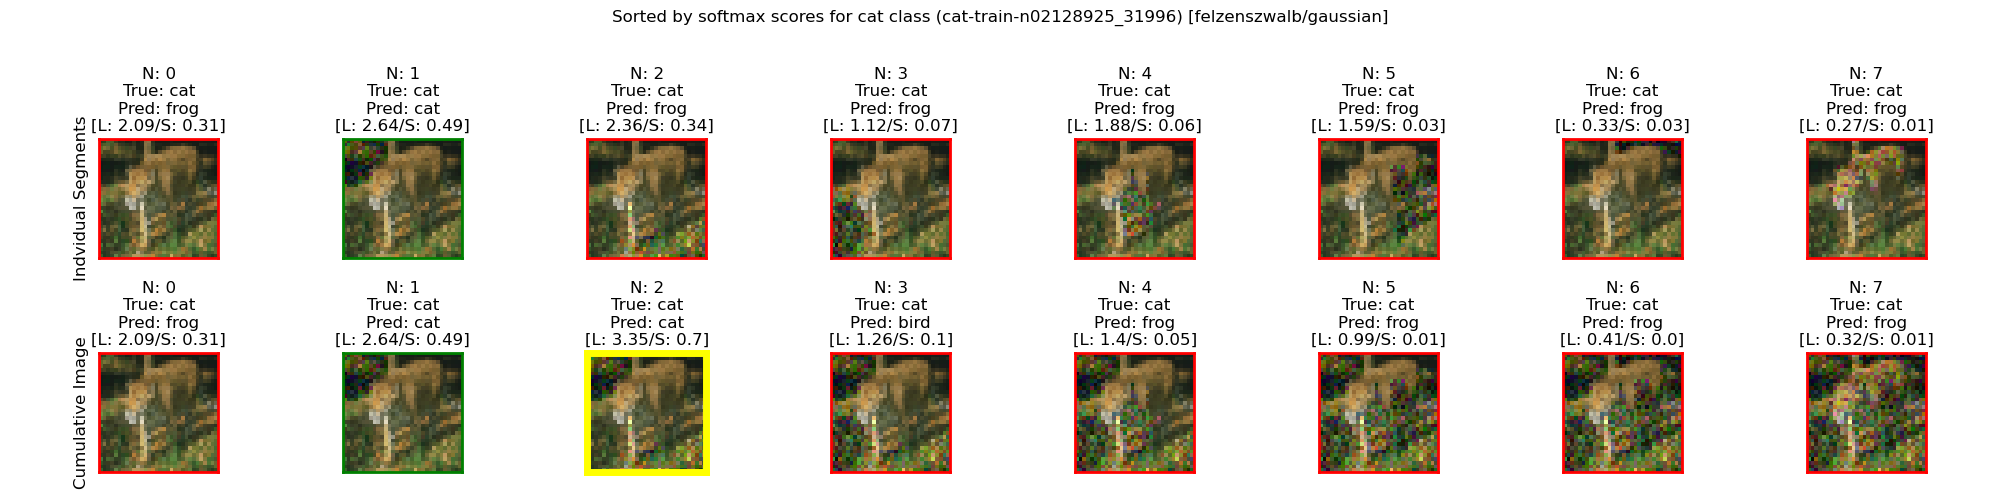 Sorted by softmax scores for cat class (cat-train-n02128925_31996) [felzenszwalb/gaussian]
Indvidual Segments
N: 0
True: cat
Pred: frog
[L: 2.09/S: 0.31]
N: 1
True: cat
Pred: cat
[L: 2.64/S: 0.49]
N: 2
True: cat
Pred: frog
[L: 2.36/S: 0.34]
N: 3
True: cat
Pred: frog
[L: 1.12/S: 0.07]
N: 4
True: cat
Pred: frog
[L: 1.88/S: 0.06]
N: 5
True: cat
Pred: frog
[L: 1.59/S: 0.03]
N: 6
True: cat
Pred: frog
[L: 0.33/S: 0.03]
N: 7
True: cat
Pred: frog
[L: 0.27/S: 0.01]
Cumulative Image
N: 0
True: cat
Pred: frog
[L: 2.09/S: 0.31]
N: 1
True: cat
Pred: cat
[L: 2.64/S: 0.49]
N: 2
True: cat
Pred: cat
[L: 3.35/S: 0.7]
N: 3
True: cat
Pred: bird
[L: 1.26/S: 0.1]
N: 4
True: cat
Pred: frog
[L: 1.4/S: 0.05]
N: 5
True: cat
Pred: frog
[L: 0.99/S: 0.01]
N: 6
True: cat
Pred: frog
[L: 0.41/S: 0.0]
N: 7
True: cat
Pred: frog
[L: 0.32/S: 0.01]